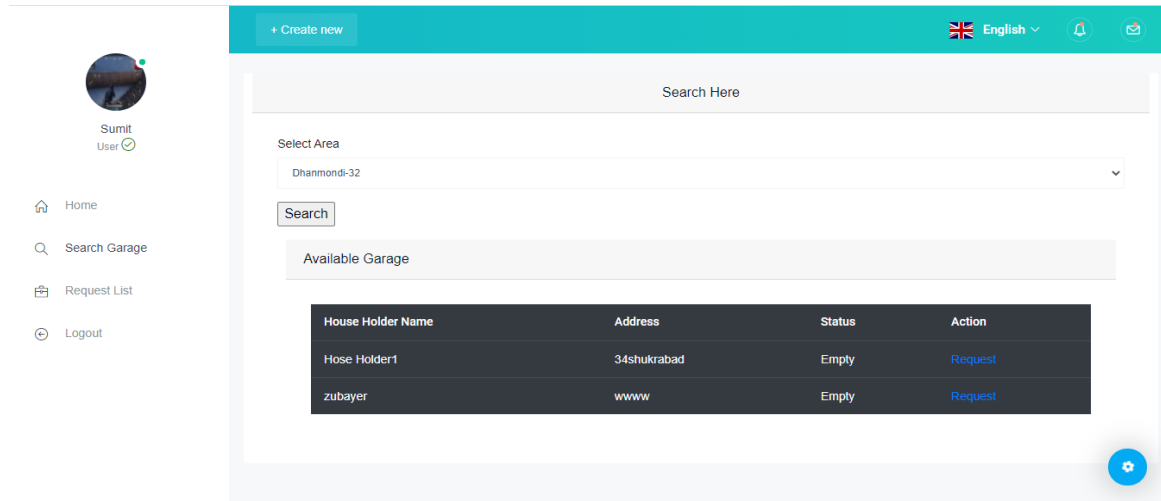 + Create new
English
Sumit
User
Home
Search Garage
Request List
Logout
Search Here
Select Area
Dhanmondi-32
Search
Available Garage
House Holder Name Address Status Action
Hose Holder1 34shukrabad Empty Request
zubayer wwww Empty Request